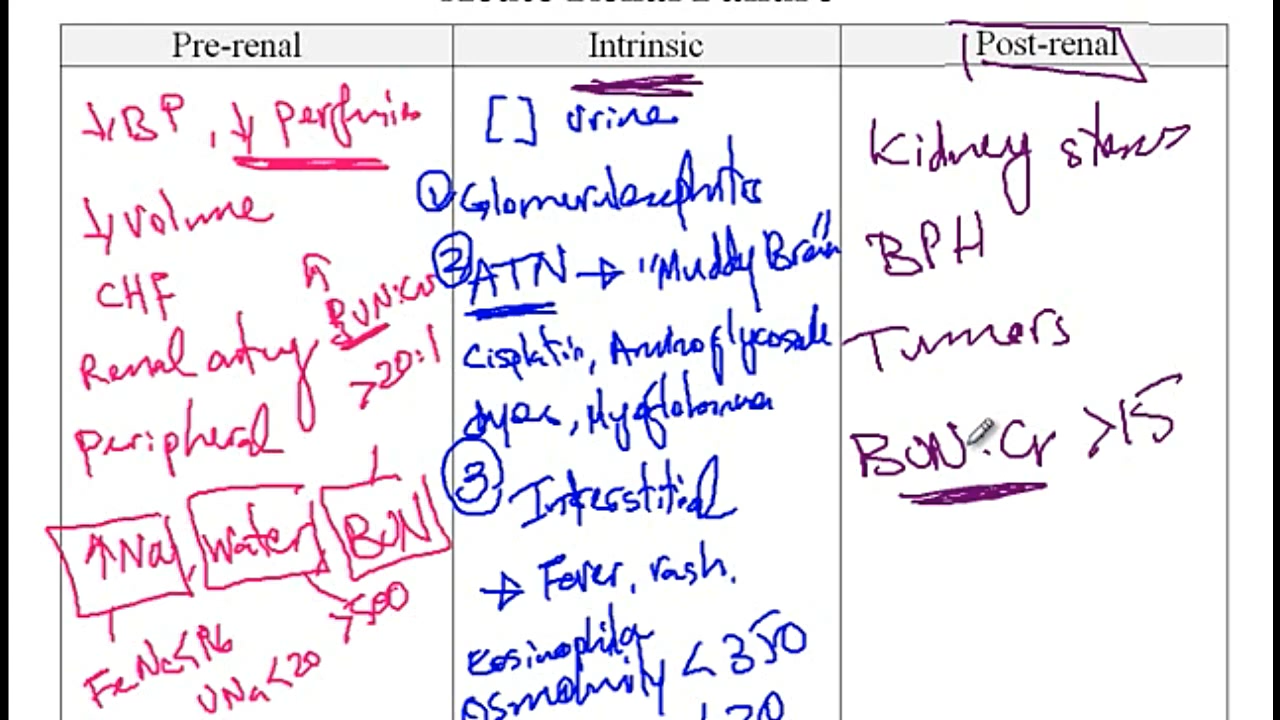 Pre-renal
↓BP, ↓ perfusion
↓volume
CHF
↑
BUN:Cr
Renal artery
>20:1
peripheral
↑Na, Water, BUN
>500
FeNa<1%
UNa<20
Intrinsic
[] urine
① Glomerulonephritis
② ATN → "Muddy Brown"
Cisplatin, Aminoglycoside
dyes,
③ Interstitial
→ Fever, rash.
Eosinophilia
Osmolality <350
Post-renal
Kidney stones
BPH
Tumors
BUN:Cr >15